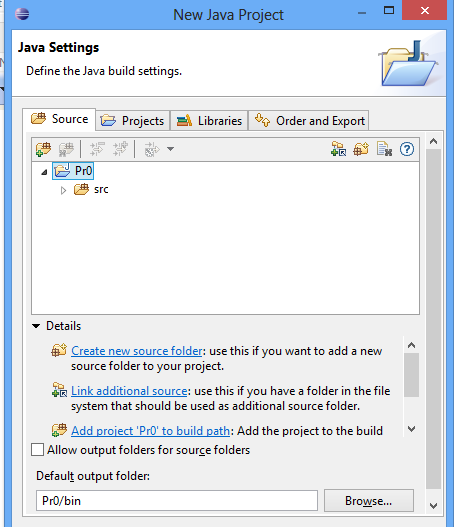 New Java Project
Java Settings
Define the Java build settings.
Source
Projects
Libraries
Order and Export
Pr0
src
Details
Create new source folder: use this if you want to add a new
source folder to your project.
Link additional source: use this if you have a folder in the file
system that should be used as additional source folder.
Add project 'Pr0' to build path: Add the project to the build
Allow output folders for source folders
Default output folder:
Pr0/bin
Browse...